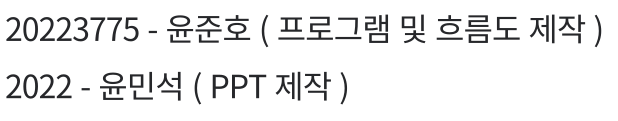 20223775 - 윤준호 ( 프로그램 및 흐름도 제작 )
2022 - 윤민석 ( PPT 제작 )